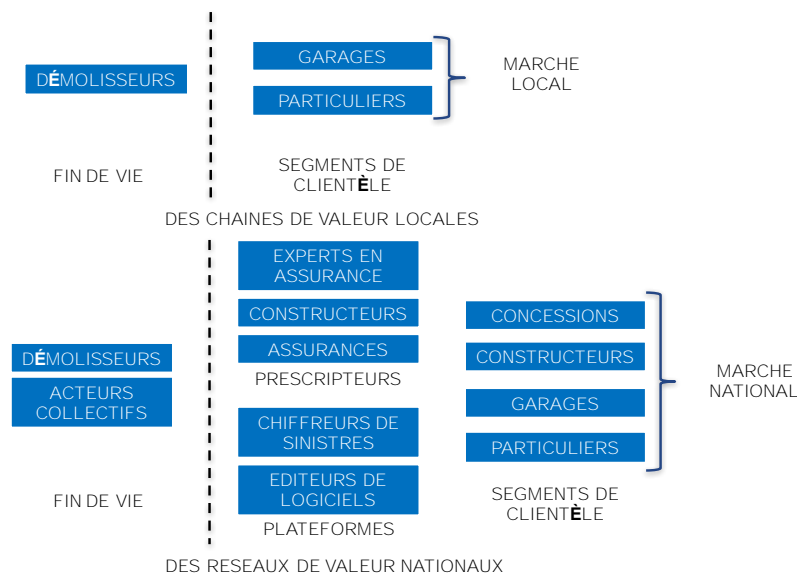 DÉMOLISSEURS
FIN DE VIE
GARAGES
PARTICULIERS
SEGMENTS DE
CLIENTÈLE
MARCHE
LOCAL
DES CHAINES DE VALEUR LOCALES
DÉMOLISSEURS
ACTEURS
COLLECTIFS
FIN DE VIE
EXPERTS EN
ASSURANCE
CONSTRUCTEURS
ASSURANCES
PRESCRIPTEURS
CHIFFREURS DE
SINISTRES
EDITEURS DE
LOGICIELS
PLATEFORMES
CONCESSIONS
CONSTRUCTEURS
GARAGES
PARTICULIERS
SEGMENTS DE
CLIENTÈLE
MARCHE
NATIONAL
DES RESEAUX DE VALEUR NATIONAUX